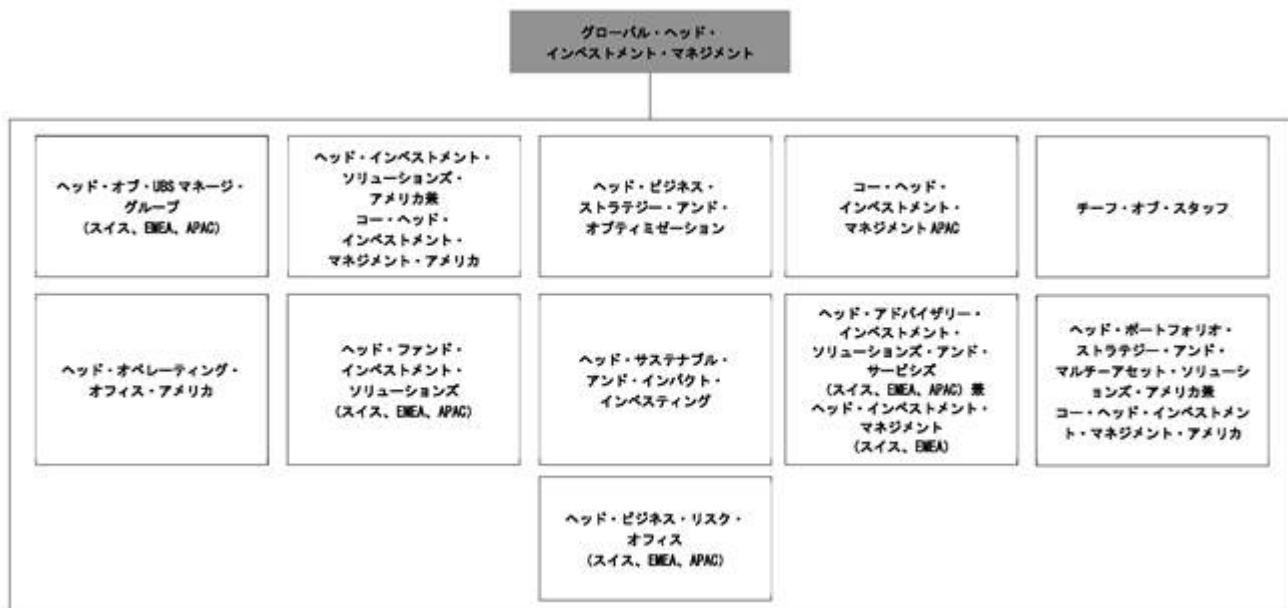 グローバル・ヘッド・
インベストメント・マネジメント
ヘッド・オブ・UBSマネージ・
グループ
(スイス、EMEA、APAC)
ヘッド・インベストメント・
ソリューションズ・
アメリカ兼
コー・ヘッド・
インベストメント・
マネジメント・アメリカ
ヘッド・ビジネス・
ストラテジー・アンド・
オプティミゼーション
コー・ヘッド・
インベストメント・
マネジメントAPAC
チーフ・オブ・スタッフ
ヘッド・オペレーティング・
オフィス・アメリカ
ヘッド・ファンド・
インベストメント・
ソリューションズ
(スイス、EMEA、APAC)
ヘッド・サステナブル・
アンド・インパクト・
インベスティング
ヘッド・アドバイザリー・
インベストメント・
ソリューションズ・アンド・
サービシズ
(スイス、EMEA、APAC) 兼
ヘッド・インベストメント・
マネジメント
(スイス、EMEA)
ヘッド・ポートフォリオ・
ストラテジー・アンド・
マルチーアセット・ソリューシ
ョンズ・アメリカ兼
コー・ヘッド・インベストメン
ト・マネジメント・アメリカ
ヘッド・ビジネス・リスク・
オフィス
(スイス、EMEA、APAC)